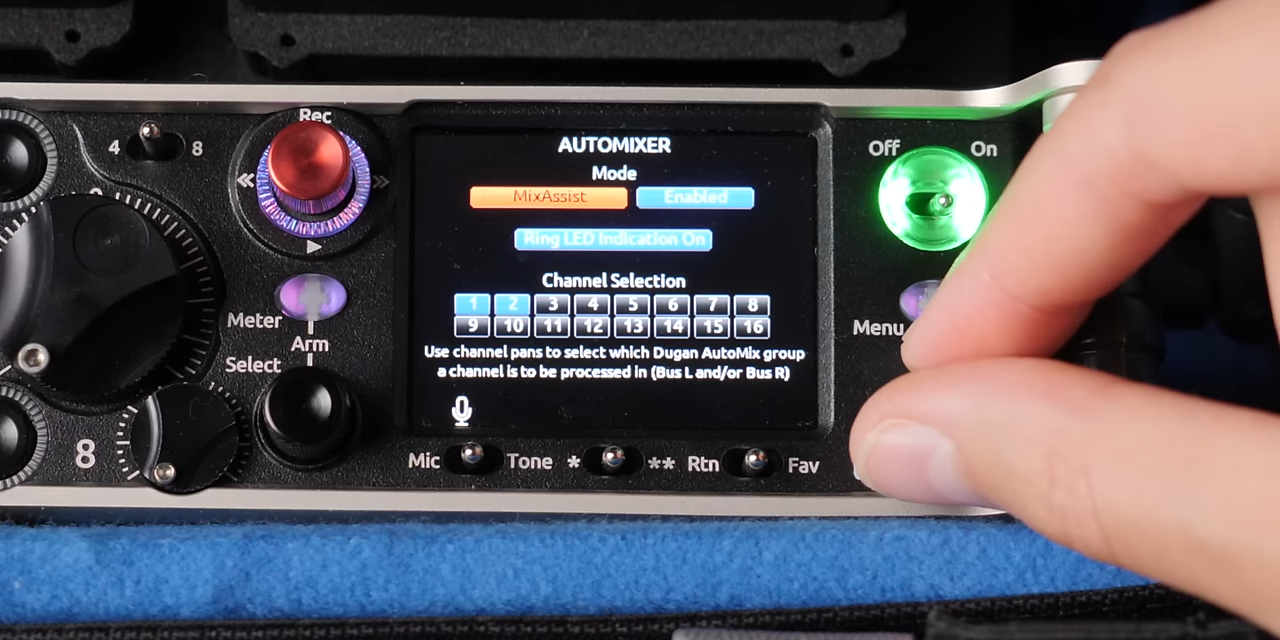 Rec
4 8
Meter
Arm
Select
8
AUTOMIXER
Mode
MixAssist Enabled
Ring LED Indication On
Channel Selection
1 2 3 4 5 6 7 8
9 10 11 12 13 14 15 16
Use channel pans to select which Dugan AutoMix group
a channel is to be processed in (Bus L and/or Bus R)
Mic Tone * ** Rtn Fav
Off On
Menu